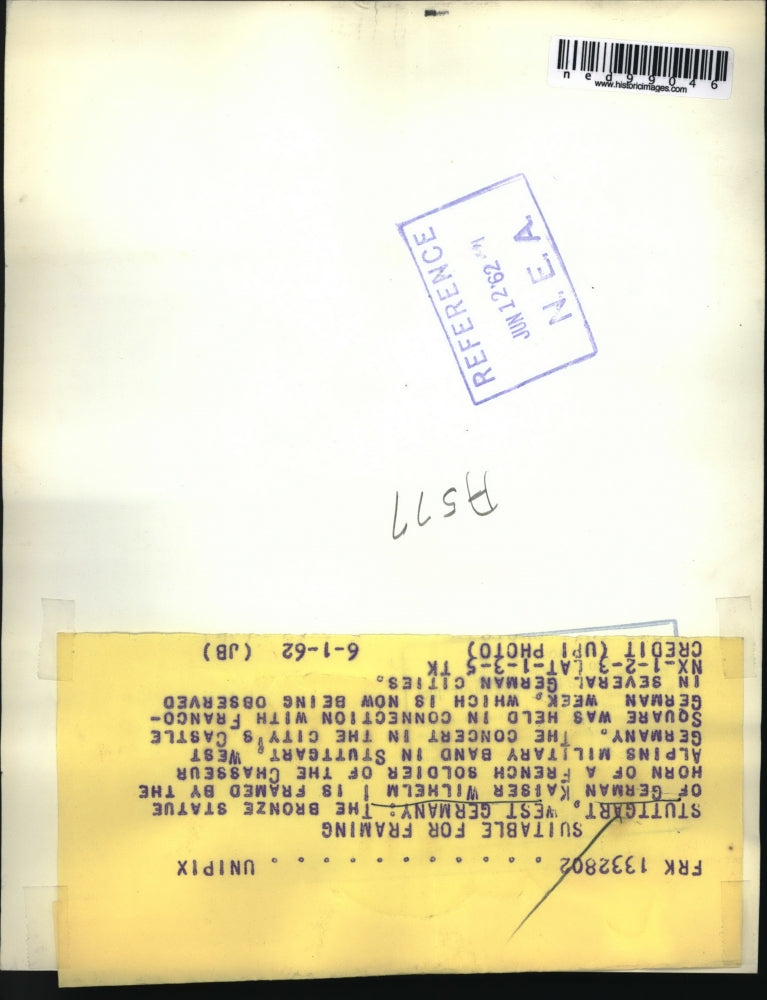 ned99046
www.historicimages.com
REFERENCE
JUN 12 '62
N. E. A.
A577
FRK 1332802 . . . . . . . . . . . UNIPIX
SUITABLE FOR FRAMING
STUTTGART, WEST GERMANY: THE BRONZE STATUE
OF GERMAN KAISER WILHELM I IS FRAMED BY THE
HORN OF A FRENCH SOLDIER OF THE CHASSEUR
ALPINS MILITARY BAND IN STUTTGART, WEST
GERMANY. THE CONCERT IN THE CITY'S CASTLE
SQUARE WAS HELD IN CONNECTION WITH FRANCO-
GERMAN WEEK, WHICH IS NOW BEING OBSERVED
IN SEVERAL GERMAN CITIES.
NX-1-2-3 LAT-1-3-5 TK
CREDIT (UPI PHOTO) 6-1-62 (JB)